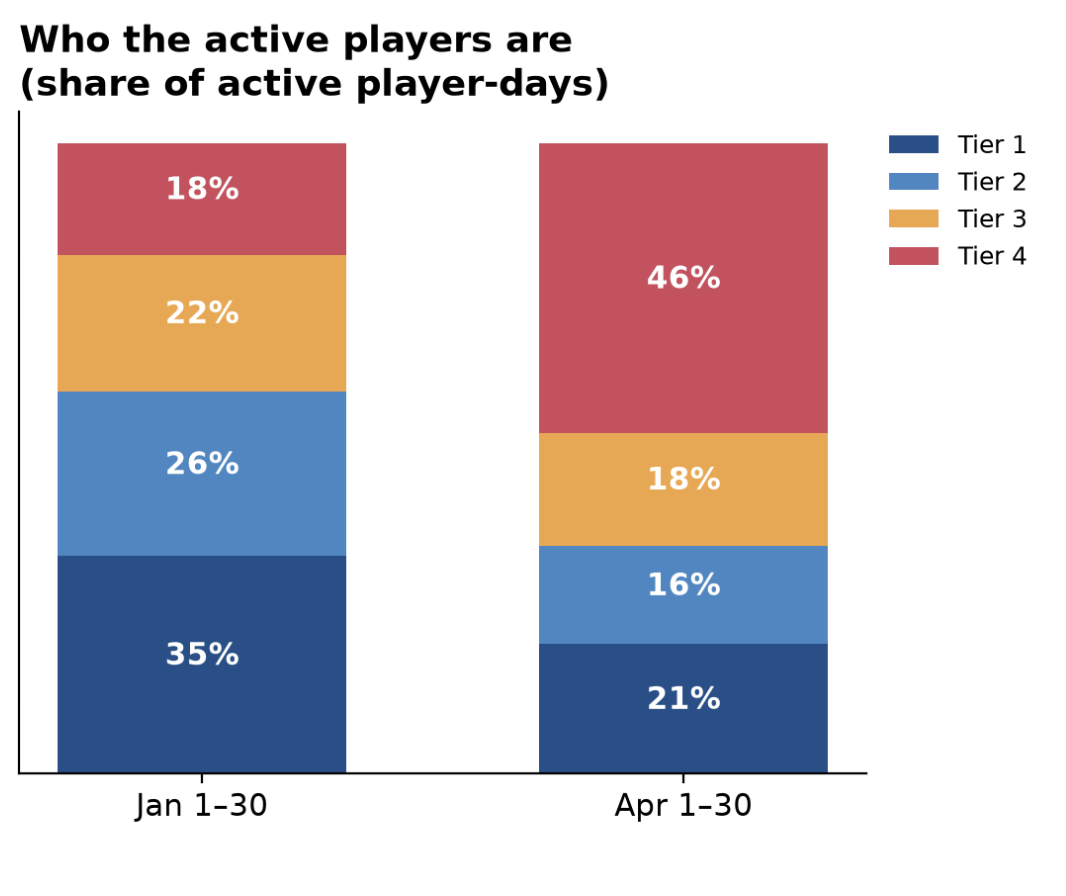 Who the active players are
(share of active player-days)
Tier 1
Tier 2
Tier 3
Tier 4
18%
22%
26%
35%
46%
18%
16%
21%
Jan 1–30
Apr 1–30